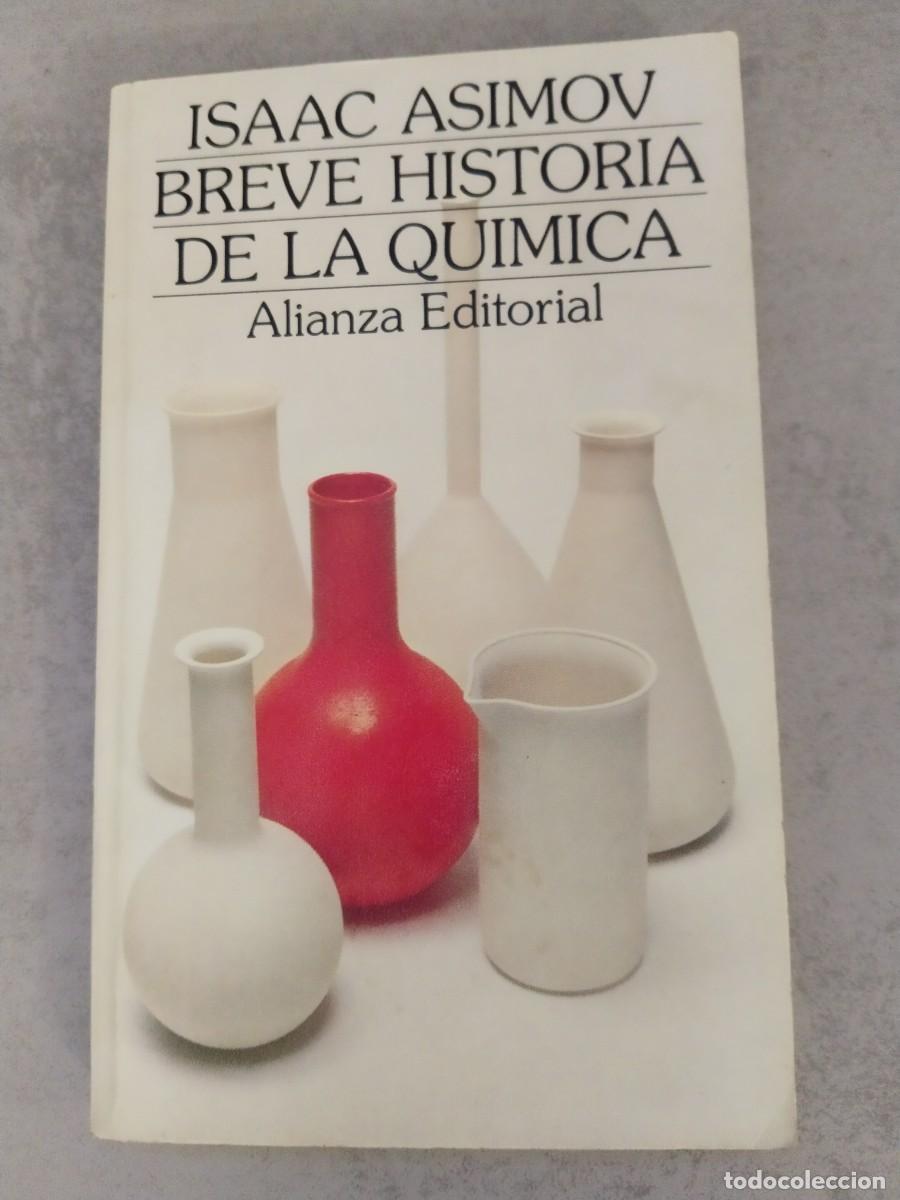 ISAAC ASIMOV
BREVE HISTORIA
DE LA QUIMICA
Alianza Editorial
todocoleccion